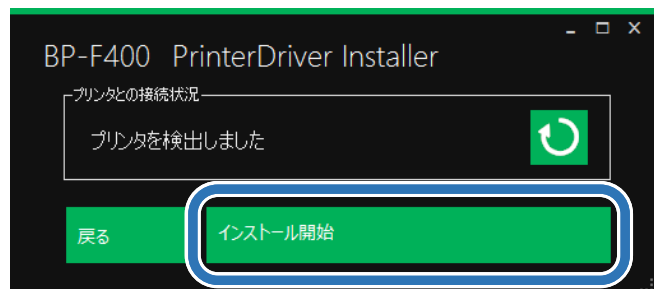 BP-F400 PrinterDriver Installer
プリンタとの接続状況
プリンタを検出しました
戻る
インストール開始